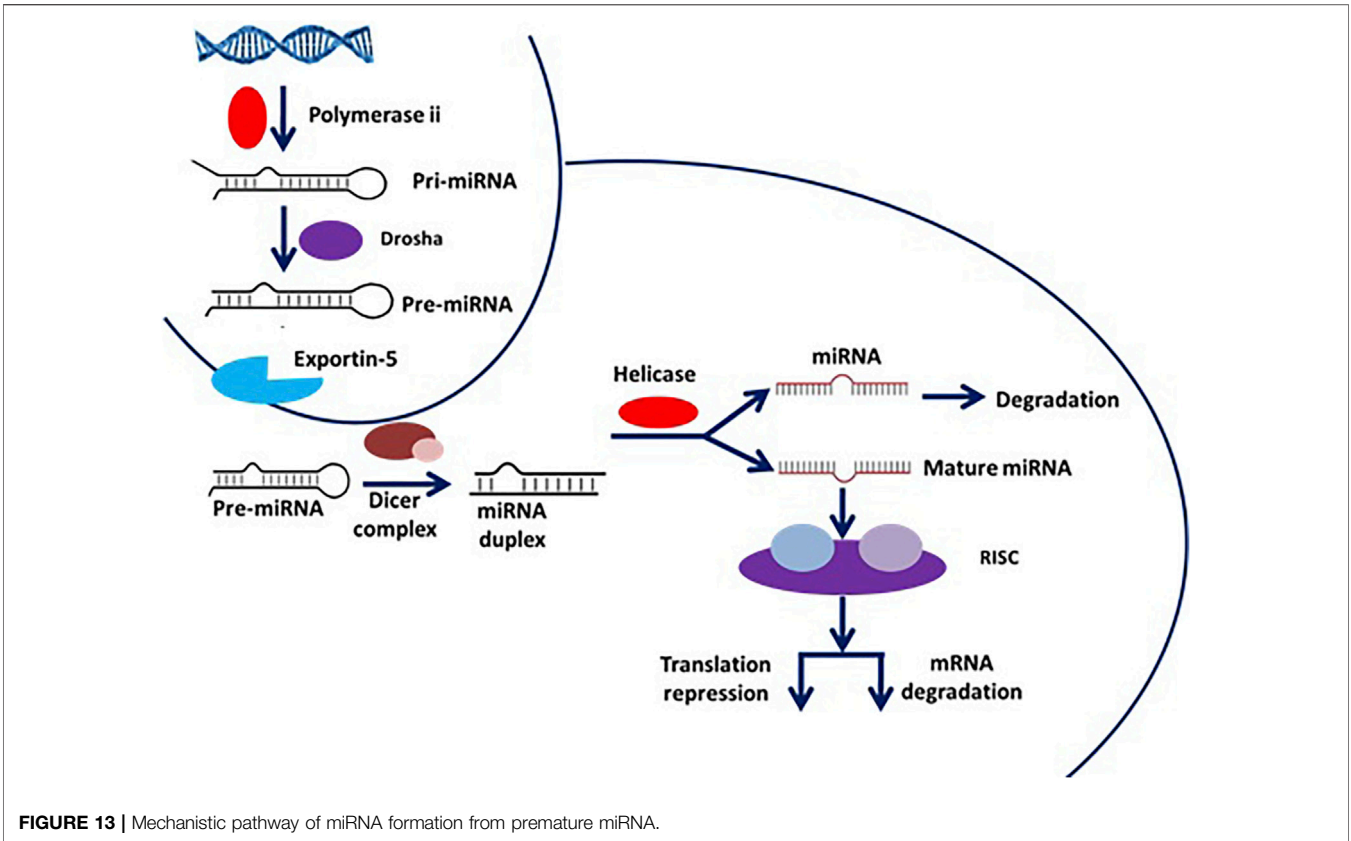 Polymerase ii
Pri-miRNA
Drosha
Pre-miRNA
Exportin-5
Pre-miRNA
Dicer
complex
miRNA
duplex
Helicase
miRNA
Degradation
Mature miRNA
RISC
Translation
repression
mRNA
degradation
FIGURE 13 | Mechanistic pathway of miRNA formation from premature miRNA.